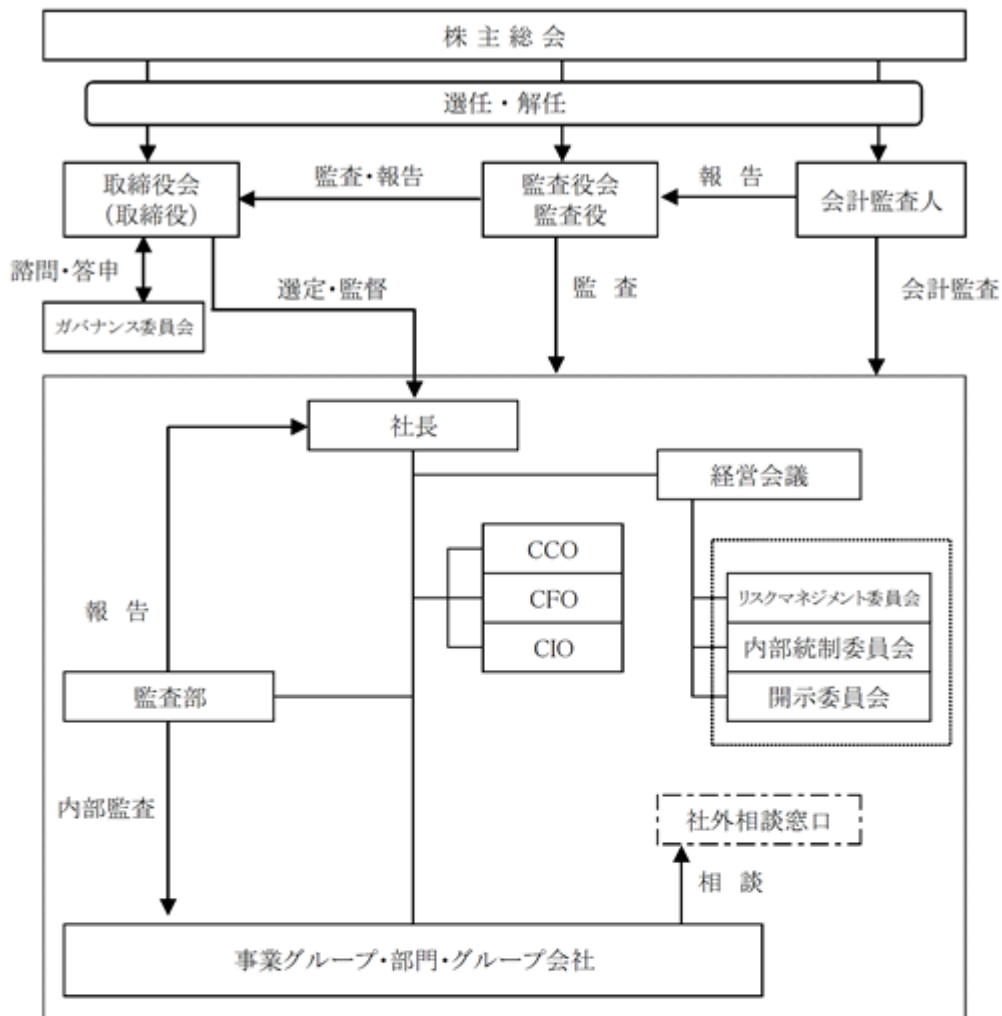 株主総会
選任・解任
取締役会
(取締役)
監査・報告
監査役会
監査役
報告
会計監査人
諮問・答申
選定・監督
監査
会計監査
ガバナンス委員会
社長
経営会議
CCO
CFO
CIO
リスクマネジメント委員会
内部統制委員会
開示委員会
報告
監査部
内部監査
社外相談窓口
相談
事業グループ・部門・グループ会社